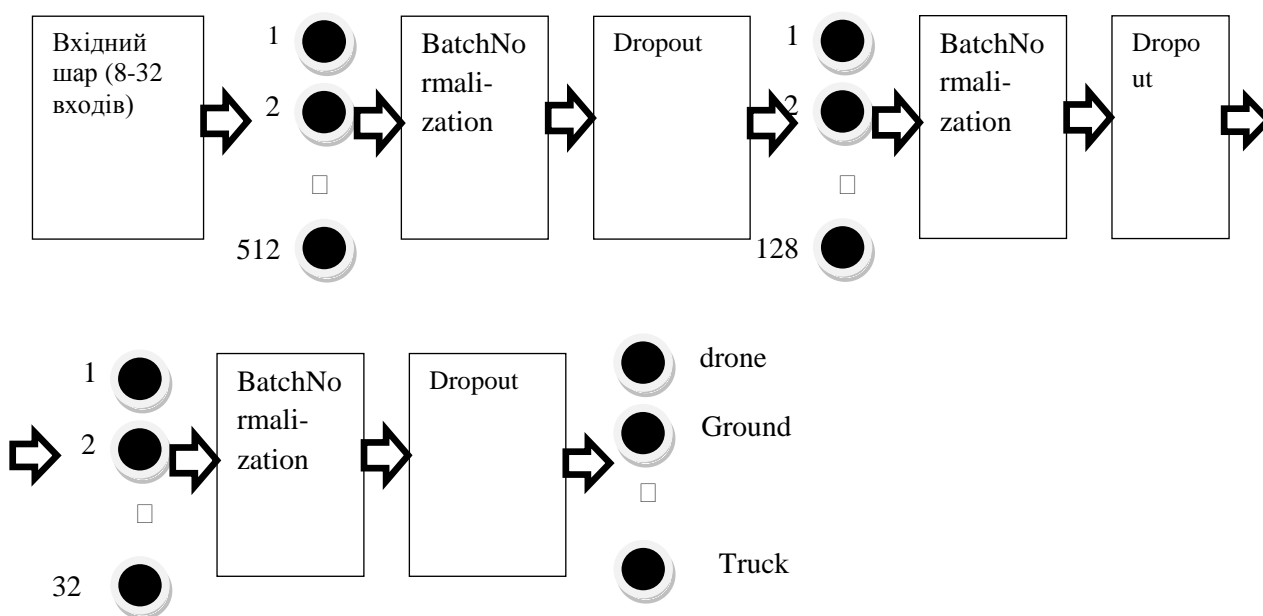 Вхідний
шар (8-32
входів)
1
2
512
BatchNo
rmali-
zation
Dropout
1
2
128
BatchNo
rmali-
zation
Dropo
ut
1
2
32
BatchNo
rmali-
zation
Dropout
drone
Ground
Truck